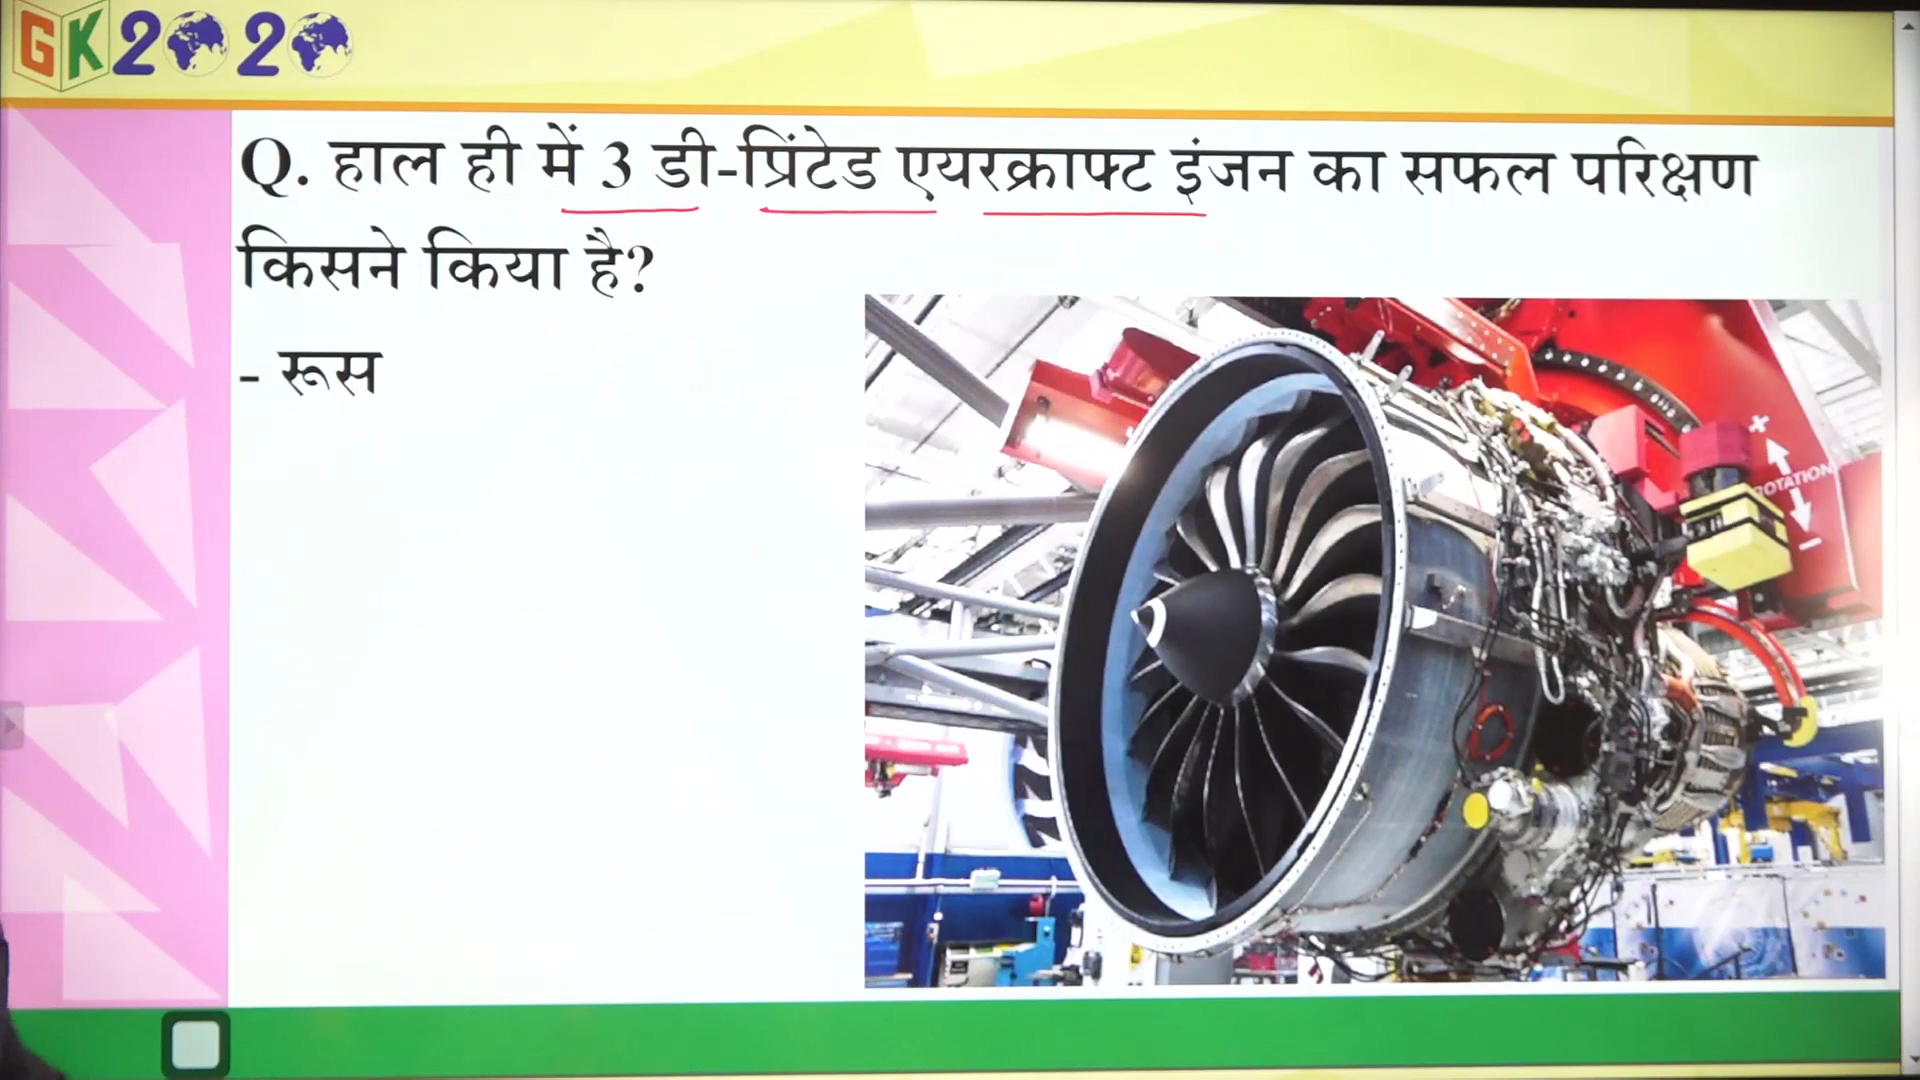 GK2020
Q. हाल ही में 3 डी-प्रिंटेड एयरक्राफ्ट इंजन का सफल परिक्षण
किसने किया है?
- रूस
+
ROTATION
-